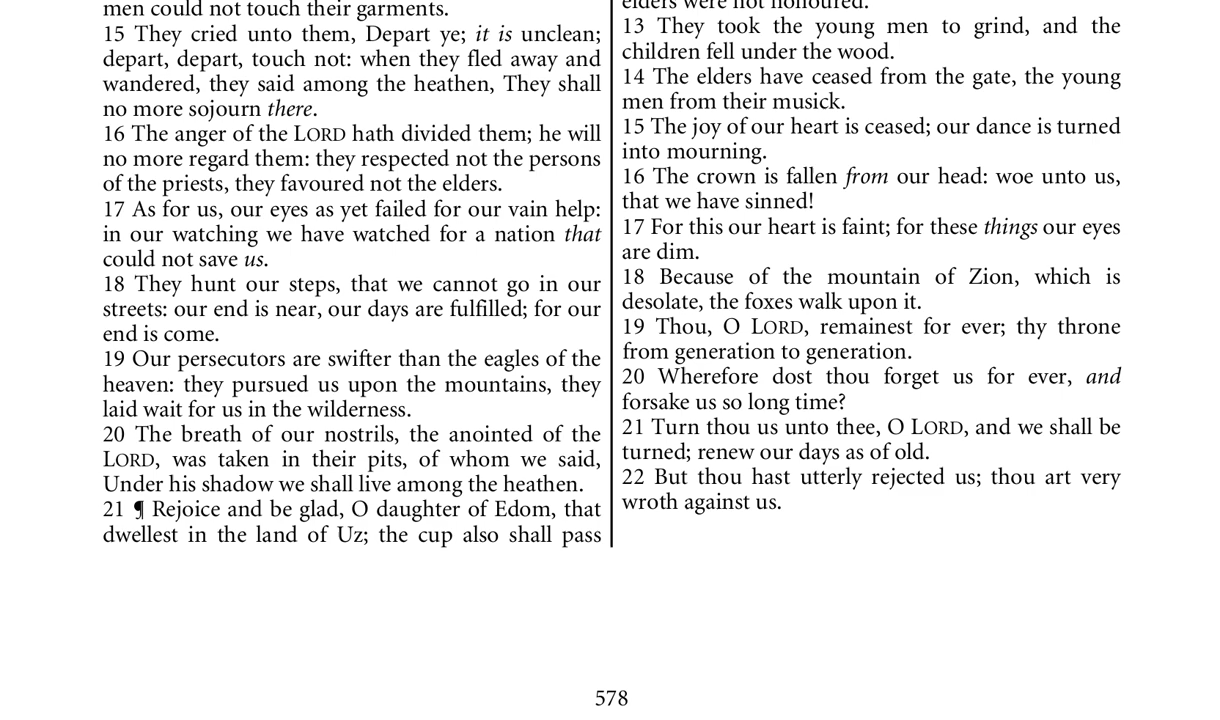 men could not touch their garments.
15 They cried unto them, Depart ye; it is unclean;
depart, depart, touch not: when they fled away and
wandered, they said among the heathen, They shall
no more sojourn there.
16 The anger of the LORD hath divided them; he will
no more regard them: they respected not the persons
of the priests, they favoured not the elders.
17 As for us, our eyes as yet failed for our vain help:
in our watching we have watched for a nation that
could not save us.
18 They hunt our steps, that we cannot go in our
streets: our end is near, our days are fulfilled; for our
end is come.
19 Our persecutors are swifter than the eagles of the
heaven: they pursued us upon the mountains, they
laid wait for us in the wilderness.
20 The breath of our nostrils, the anointed of the
LORD, was taken in their pits, of whom we said,
Under his shadow we shall live among the heathen.
21 ¶ Rejoice and be glad, O daughter of Edom, that
dwellest in the land of Uz; the cup also shall pass
elders were not honoured.
13 They took the young men to grind, and the
children fell under the wood.
14 The elders have ceased from the gate, the young
men from their musick.
15 The joy of our heart is ceased; our dance is turned
into mourning.
16 The crown is fallen from our head: woe unto us,
that we have sinned!
17 For this our heart is faint; for these things our eyes
are dim.
18 Because of the mountain of Zion, which is
desolate, the foxes walk upon it.
19 Thou, O LORD, remainest for ever; thy throne
from generation to generation.
20 Wherefore dost thou forget us for ever, and
forsake us so long time?
21 Turn thou us unto thee, O LORD, and we shall be
turned; renew our days as of old.
22 But thou hast utterly rejected us; thou art very
wroth against us.
578